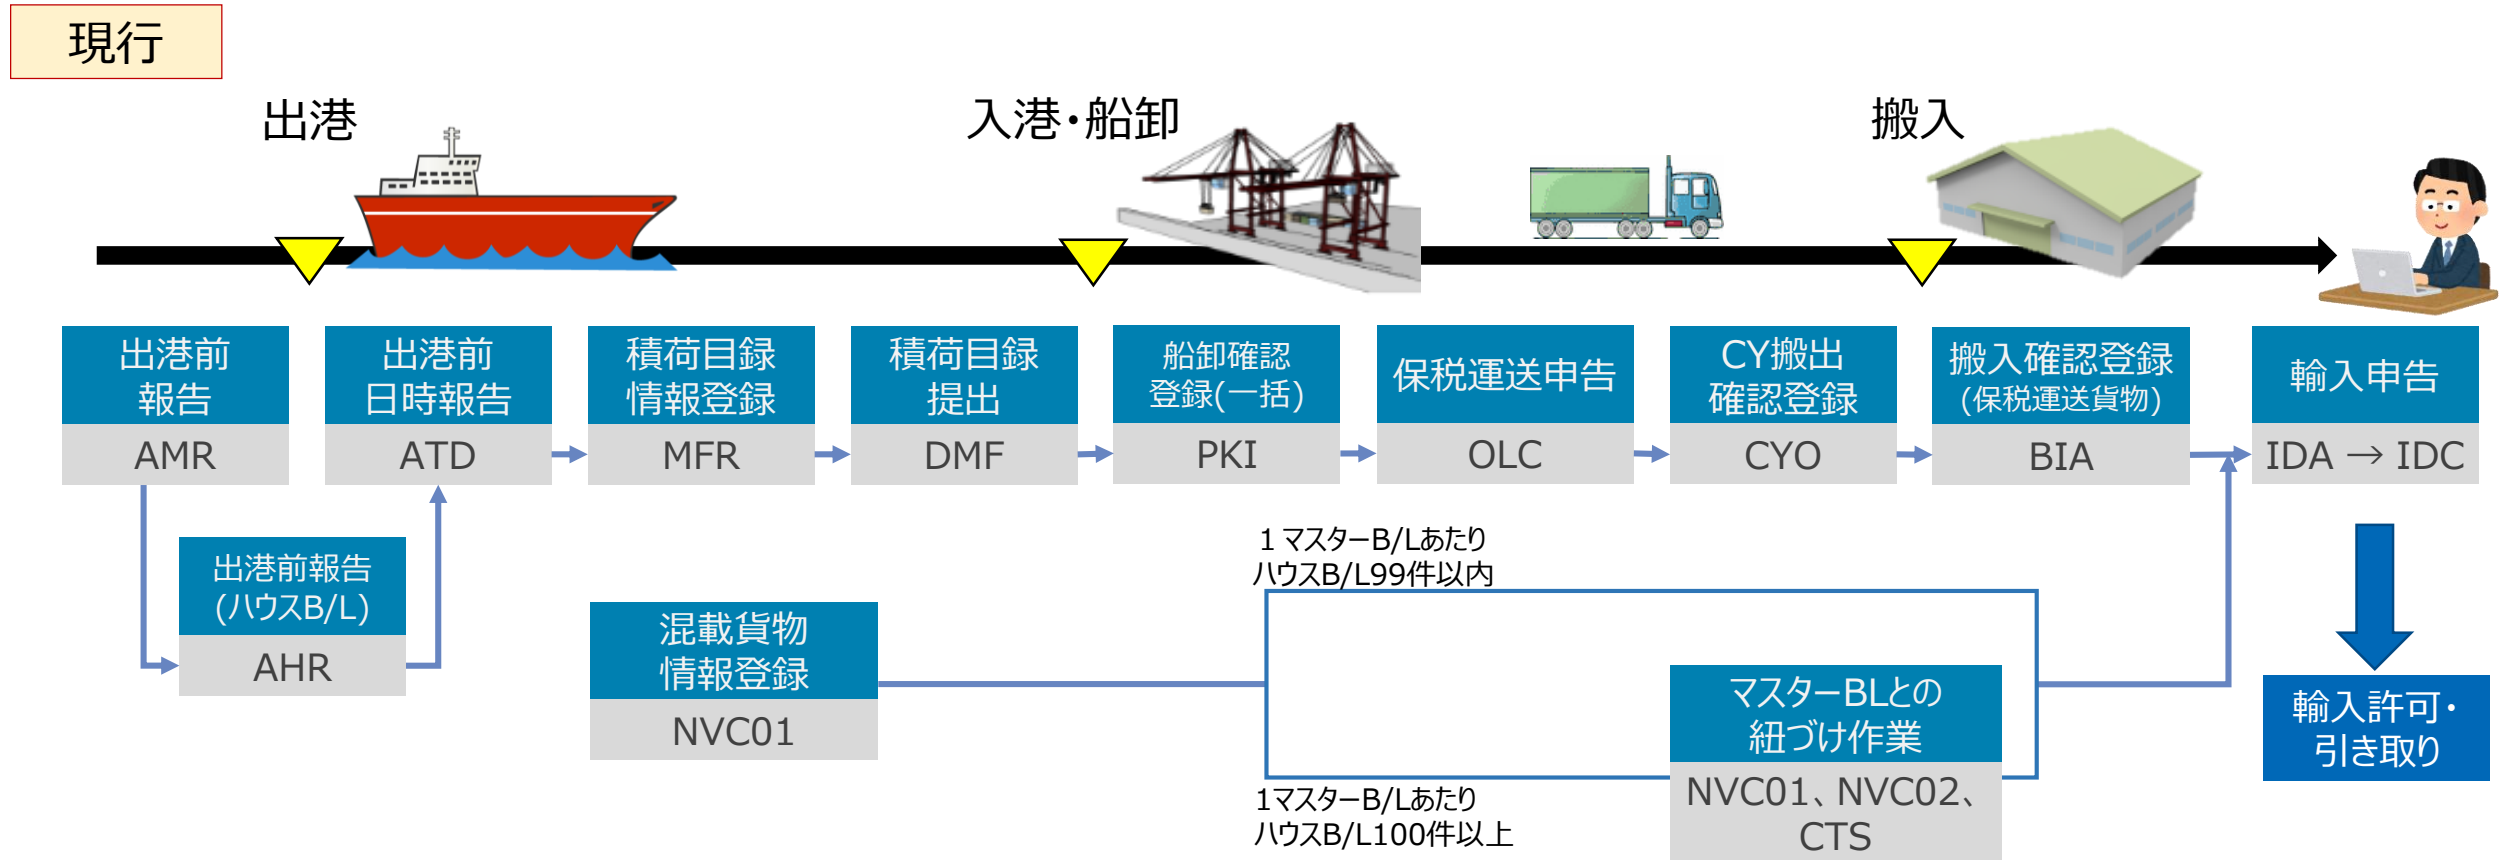 現行
出港
入港・船卸
搬入
出港前
報告
AMR
出港前
日時報告
ATD
積荷目録
情報登録
MFR
積荷目録
提出
DMF
船卸確認
登録(一括)
PKI
保税運送申告
OLC
CY搬出
確認登録
CYO
搬入確認登録
(保税運送貨物)
BIA
輸入申告
IDA → IDC
出港前報告
(ハウスB/L)
AHR
混載貨物
情報登録
NVC01
1マスターB/Lあたり
ハウスB/L99件以内
マスターBLとの
紐づけ作業
NVC01、NVC02、
CTS
1マスターB/Lあたり
ハウスB/L100件以上
輸入許可・
引き取り